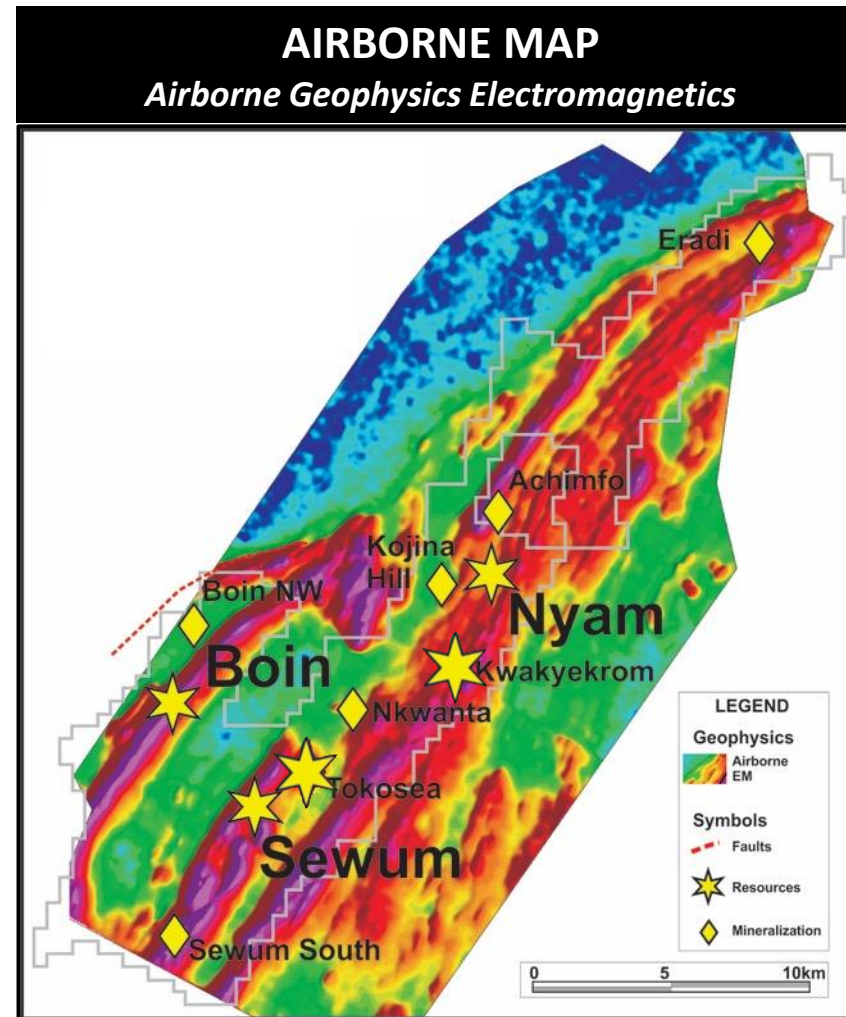 AIRBORNE MAP
Airborne Geophysics Electromagnetics
Eradi
Achimfo
Kojina
Hill
Nyam
Boin NW
Boin
Kwakyekrom
Nkwanta
Tokosea
Sewum
Sewum South
LEGEND
Geophysics
Airborne
EM
Symbols
Faults
Resources
Mineralization
0 5 10km